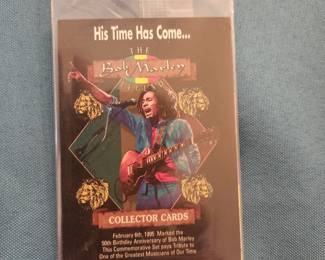 His Time Has Come...
THE
Bob Marley
LEGEND
COLLECTOR CARDS
February 6th, 1995 Marked the
50th Birthday Anniversary of Bob Marley
This Commemorative Set pays Tribute to
One of the Greatest Musicians of Our Time